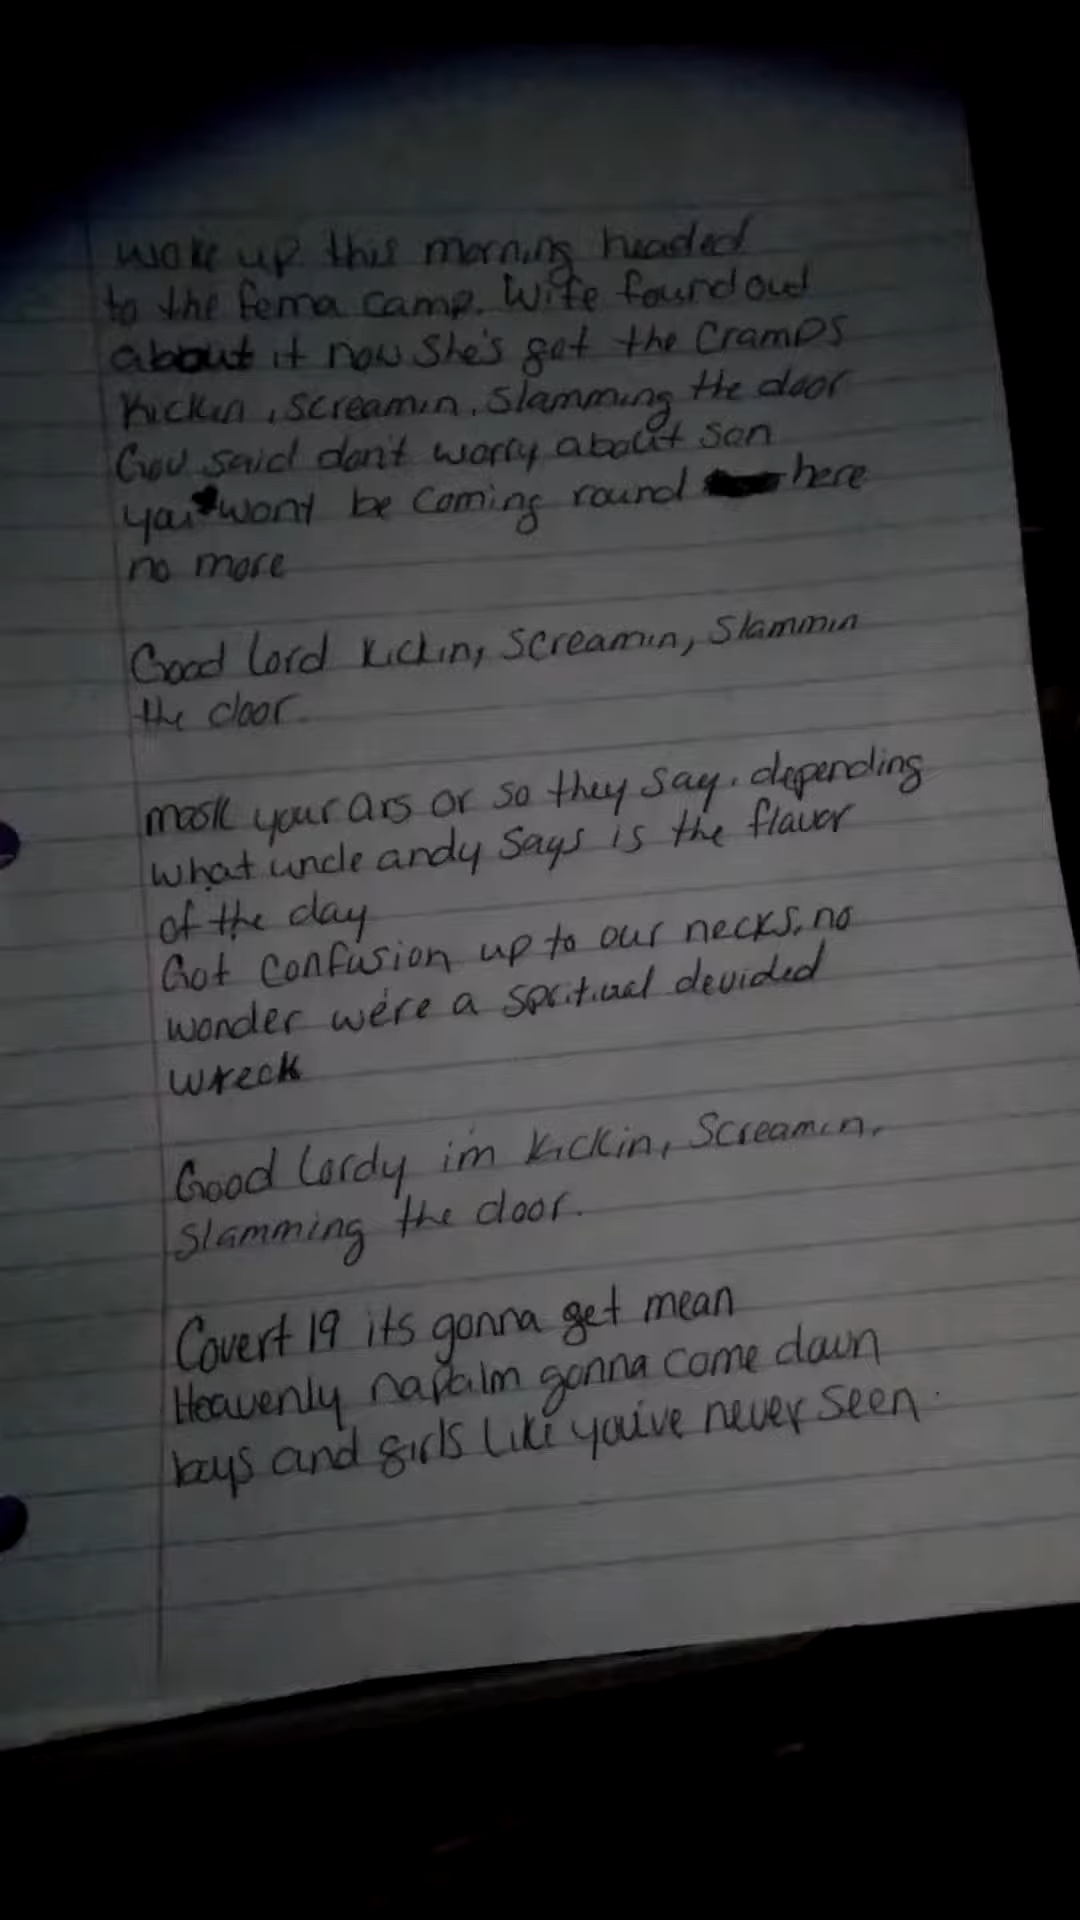 woke up this morning headed
to the fema camp. Wife found out
about it now She's got the Cramps
Kickin, screamin, Slamming the door
Gov said don't worry about son
you wont be Coming round here
no more
Good Lord Kickin, Screamin, Slammin
the door.
mask your ars or so they say. depending
what uncle andy Says is the flavor
of the day
Got Confusion up to our necks, no
wonder we're a spritiual devided
wreck
Good Lordy im Kickin, Screamin,
Slamming the door.
Covert 19 its gonna get mean
Heavenly napalm gonna come down
boys and girls Like you've never seen.